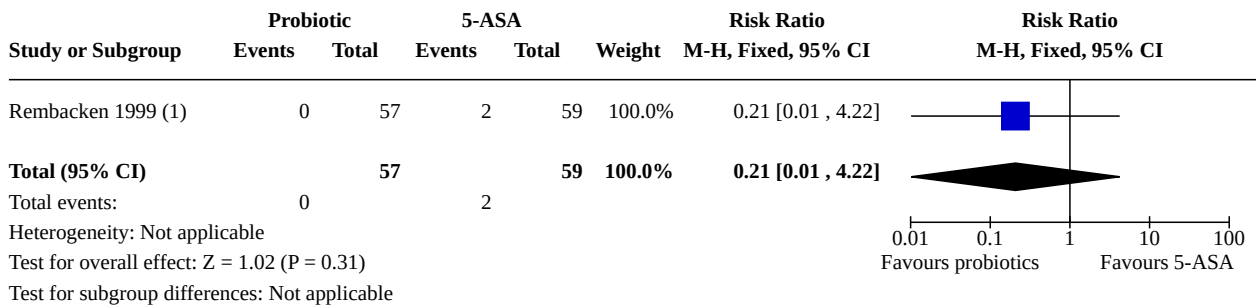 Probiotic 5-ASA Risk Ratio Risk Ratio
Study or Subgroup Events Total Events Total Weight M-H, Fixed, 95% CI M-H, Fixed, 95% CI
Rembacken 1999 (1) 0 57 2 59 100.0% 0.21 [0.01 , 4.22]
Total (95% CI) 57 59 100.0% 0.21 [0.01 , 4.22]
Total events: 0 2
Heterogeneity: Not applicable
0.01 0.1 1 10 100
Test for overall effect: Z = 1.02 (P = 0.31)
Favours probiotics Favours 5-ASA
Test for subgroup differences: Not applicable